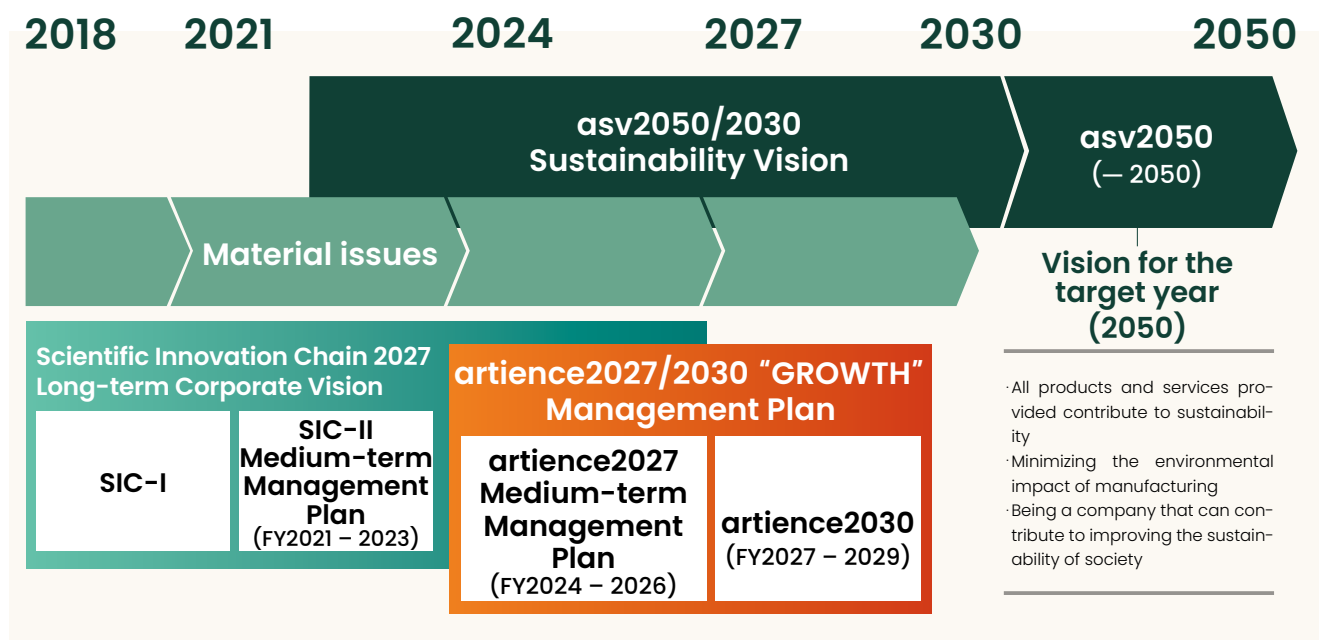 2018 2021 2024 2027 2030 2050
asv2050/2030
Sustainability Vision
asv2050
(— 2050)
Material issues
Vision for the
target year
(2050)
·All products and services pro-
vided contribute to sustainabil-
ity
·Minimizing the environmental
impact of manufacturing
·Being a company that can con-
tribute to improving the sustain-
ability of society
Scientific Innovation Chain 2027
Long-term Corporate Vision
SIC-I
SIC-II
Medium-term
Management
Plan
(FY2021 – 2023)
artience2027/2030 “GROWTH”
Management Plan
artience2027
Medium-term
Management
Plan
(FY2024 – 2026)
artience2030
(FY2027 – 2029)